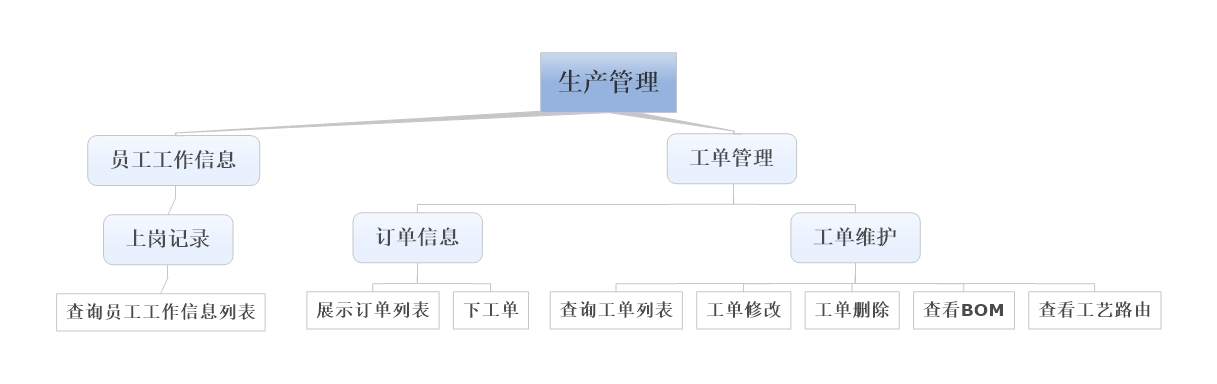 生产管理
员工工作信息
工单管理
上岗记录
订单信息
工单维护
查询员工工作信息列表
展示订单列表
下工单
查询工单列表
工单修改
工单删除
查看BOM
查看工艺路由